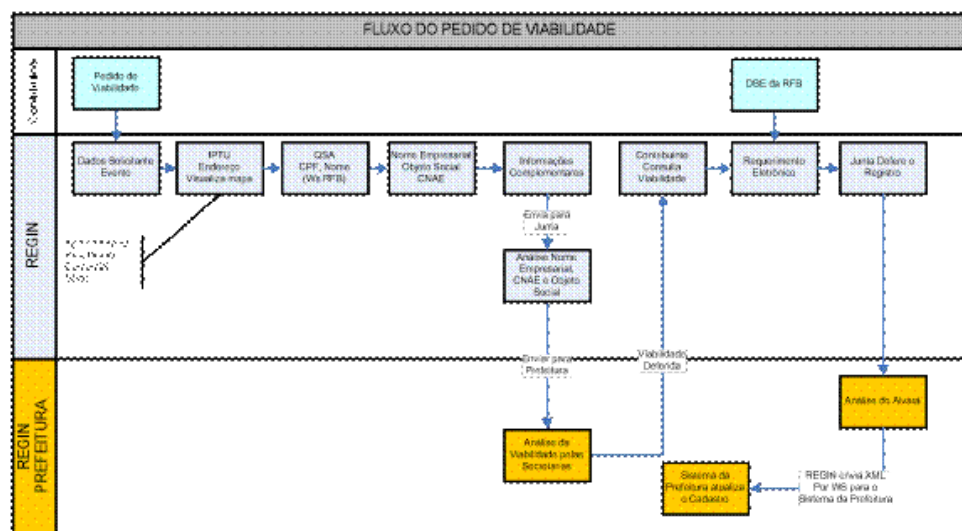 FLUXO DO PEDIDO DE VIABILIDADE
Pedido de
Viabilidade
DBE da RFB
REGIN
Dados Solicitante
Evento
IPTU
Endereço
Visualiza mapa
QSA
CPF, Nome
(Ws RFB)
Nome Empresarial
Objeto Social
CNAE
Informações
Complementares
Contribuinte
Consulta
Viabilidade
Requerimento
Eletrônico
Junta Defere o
Registro
Envia para
Junta
Análise Nome
Empresarial,
CNAE e Objeto
Social
Enviar para
Prefeitura
Viabilidade
Deferida
REGIN
PREFEITURA
Análise do Alvará
Análise de
Viabilidade pelas
Secretarias
Sistema da
Prefeitura atualiza
o Cadastro
REGIN envia XML
Por WS para o
Sistema da Prefeitura